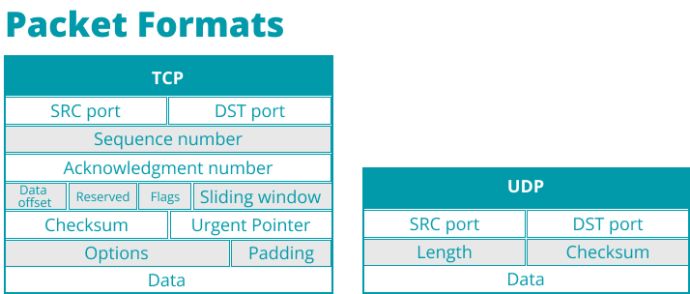 Packet Formats
TCP
SRC port DST port
Sequence number
Acknowledgment number
Data offset Reserved Flags Sliding window
Checksum Urgent Pointer
Options Padding
Data
UDP
SRC port DST port
Length Checksum
Data